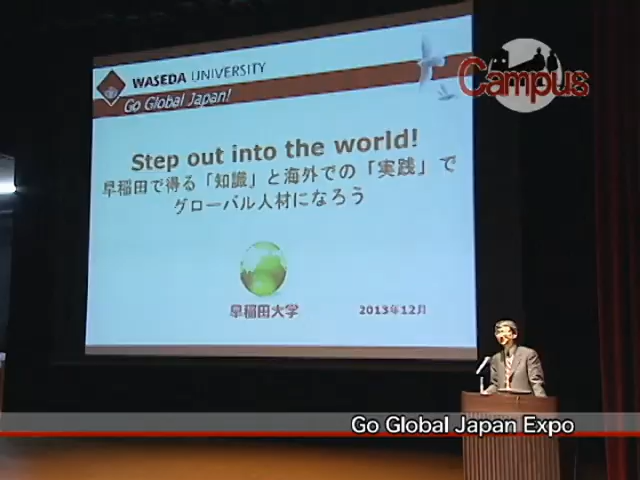 WASEDA UNIVERSITY
Go Global Japan!
Campus
Step out into the world!
早稲田で得る「知識」と海外での「実践」で
グローバル人材になろう
早稲田大学
2013年12月
Go Global Japan Expo